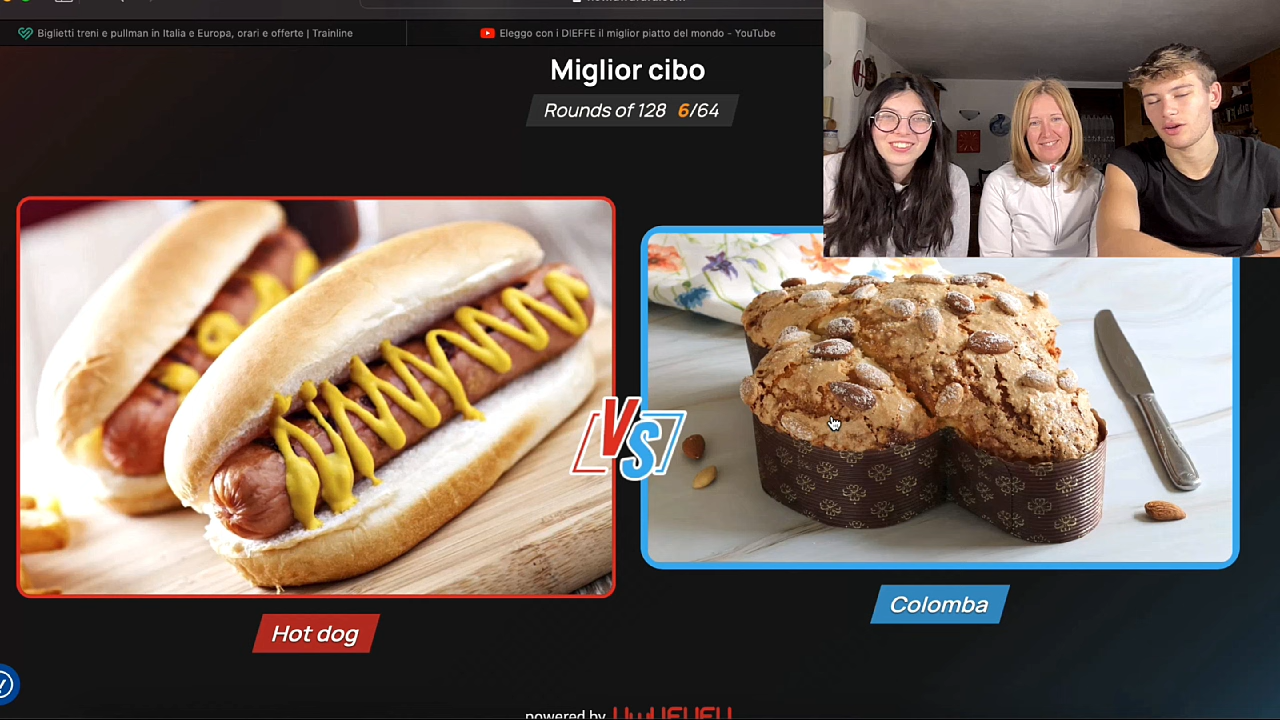 Biglietti treni e pullman in Italia e Europa, orari e offerte | Trainline
Eleggo con i DIEFFE il miglior piatto del mondo - YouTube
Miglior cibo
Rounds of 128 6/64
VS
Hot dog
Colomba
powered by